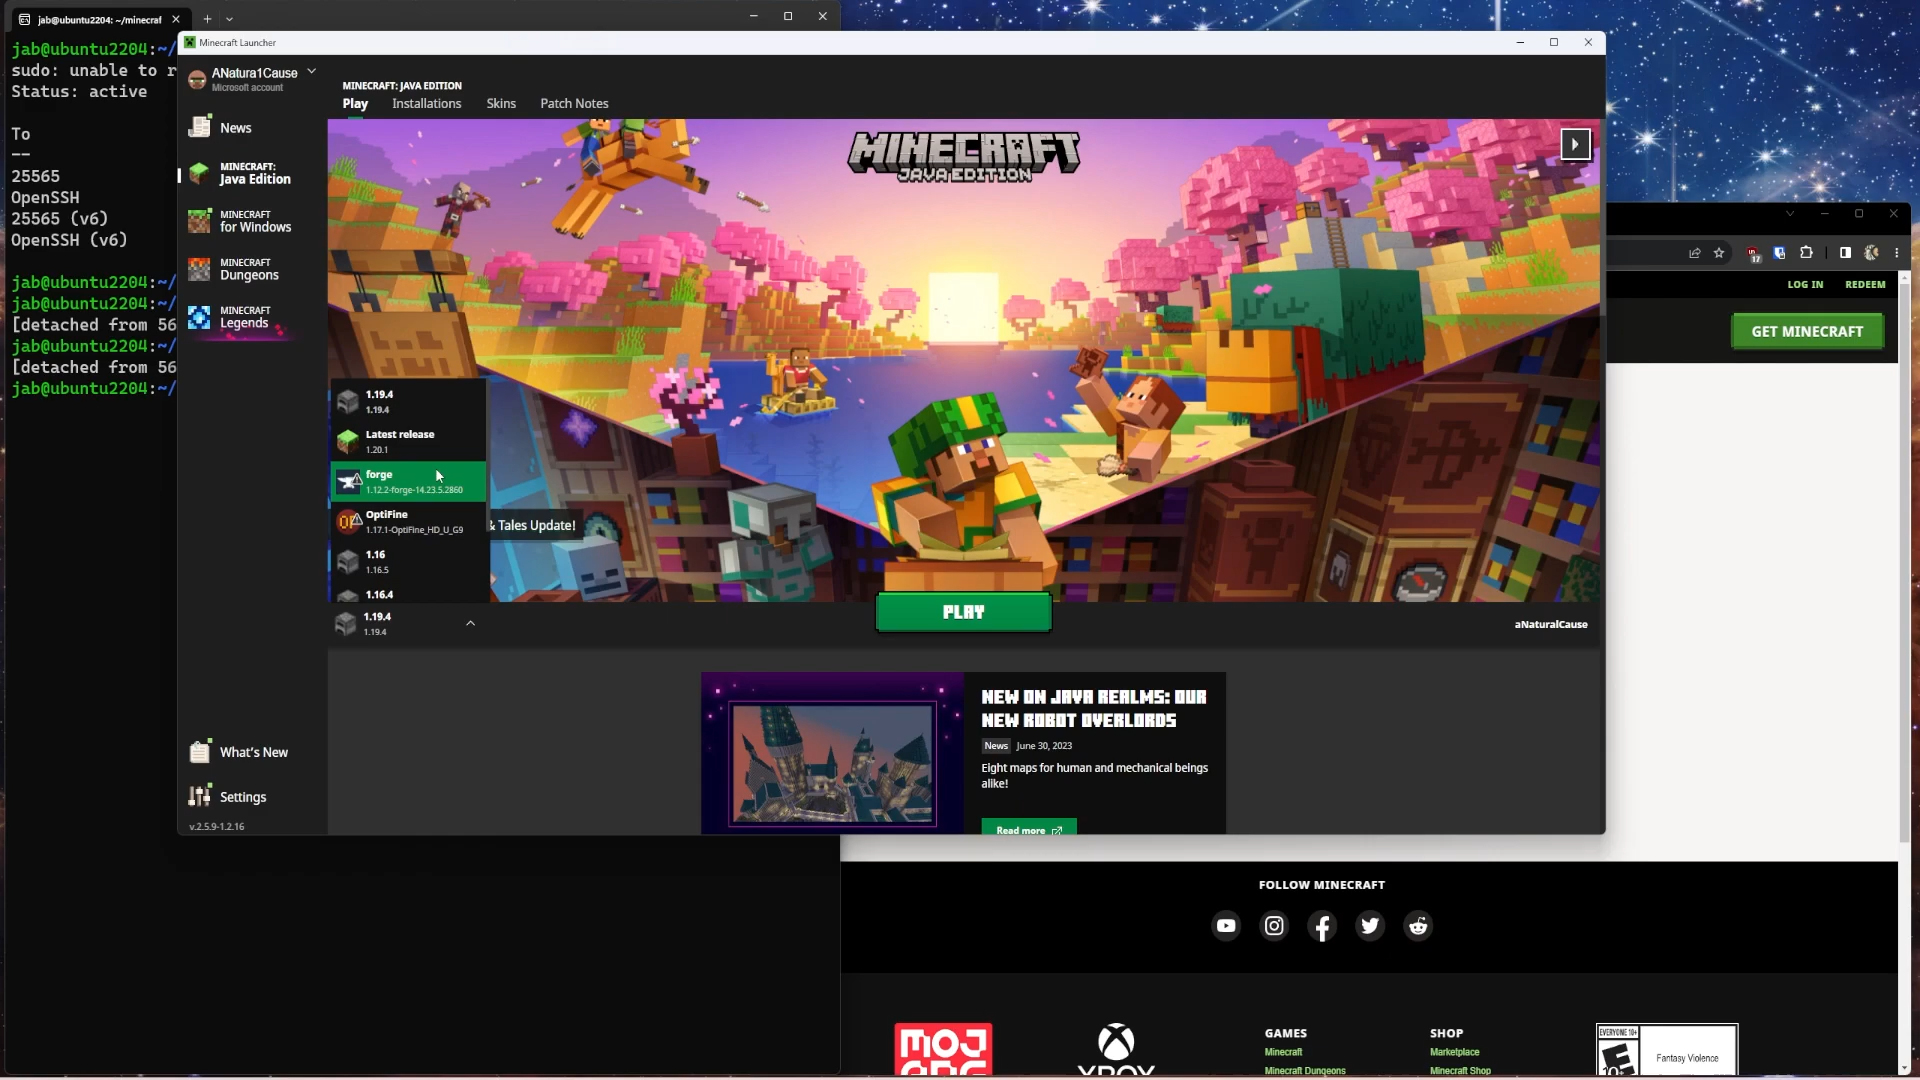 jab@ubuntu2204: ~/minecraf
jab@ubuntu2204:~/
sudo: unable to r
Status: active
To
--
25565
OpenSSH
25565 (v6)
OpenSSH (v6)
jab@ubuntu2204:~/
jab@ubuntu2204:~/
[detached from 56
jab@ubuntu2204:~/
[detached from 56
jab@ubuntu2204:~/
Minecraft Launcher
ANatura1Cause
Microsoft account
News
MINECRAFT:
Java Edition
MINECRAFT
for Windows
MINECRAFT
Dungeons
MINECRAFT
Legends
What's New
Settings
v.2.5.9-1.2.16
MINECRAFT: JAVA EDITION
Play Installations Skins Patch Notes
MINECRAFT
JAVA EDITION
1.19.4
1.19.4
Latest release
1.20.1
forge
1.12.2-forge-14.23.5.2860
OptiFine
1.17.1-OptiFine_HD_U_G9
1.16
1.16.5
1.16.4
& Tales Update!
1.19.4
1.19.4
PLAY
aNaturalCause
NEW ON JAVA REALMS: OUR
NEW ROBOT OVERLORDS
News June 30, 2023
Eight maps for human and mechanical beings
alike!
Read more
17
LOG IN REDEEM
GET MINECRAFT
FOLLOW MINECRAFT
MOJ
XBOX
GAMES
Minecraft
Minecraft Dungeons
SHOP
Marketplace
Minecraft Shop
EVERYONE 10+
E
10+
Fantasy Violence